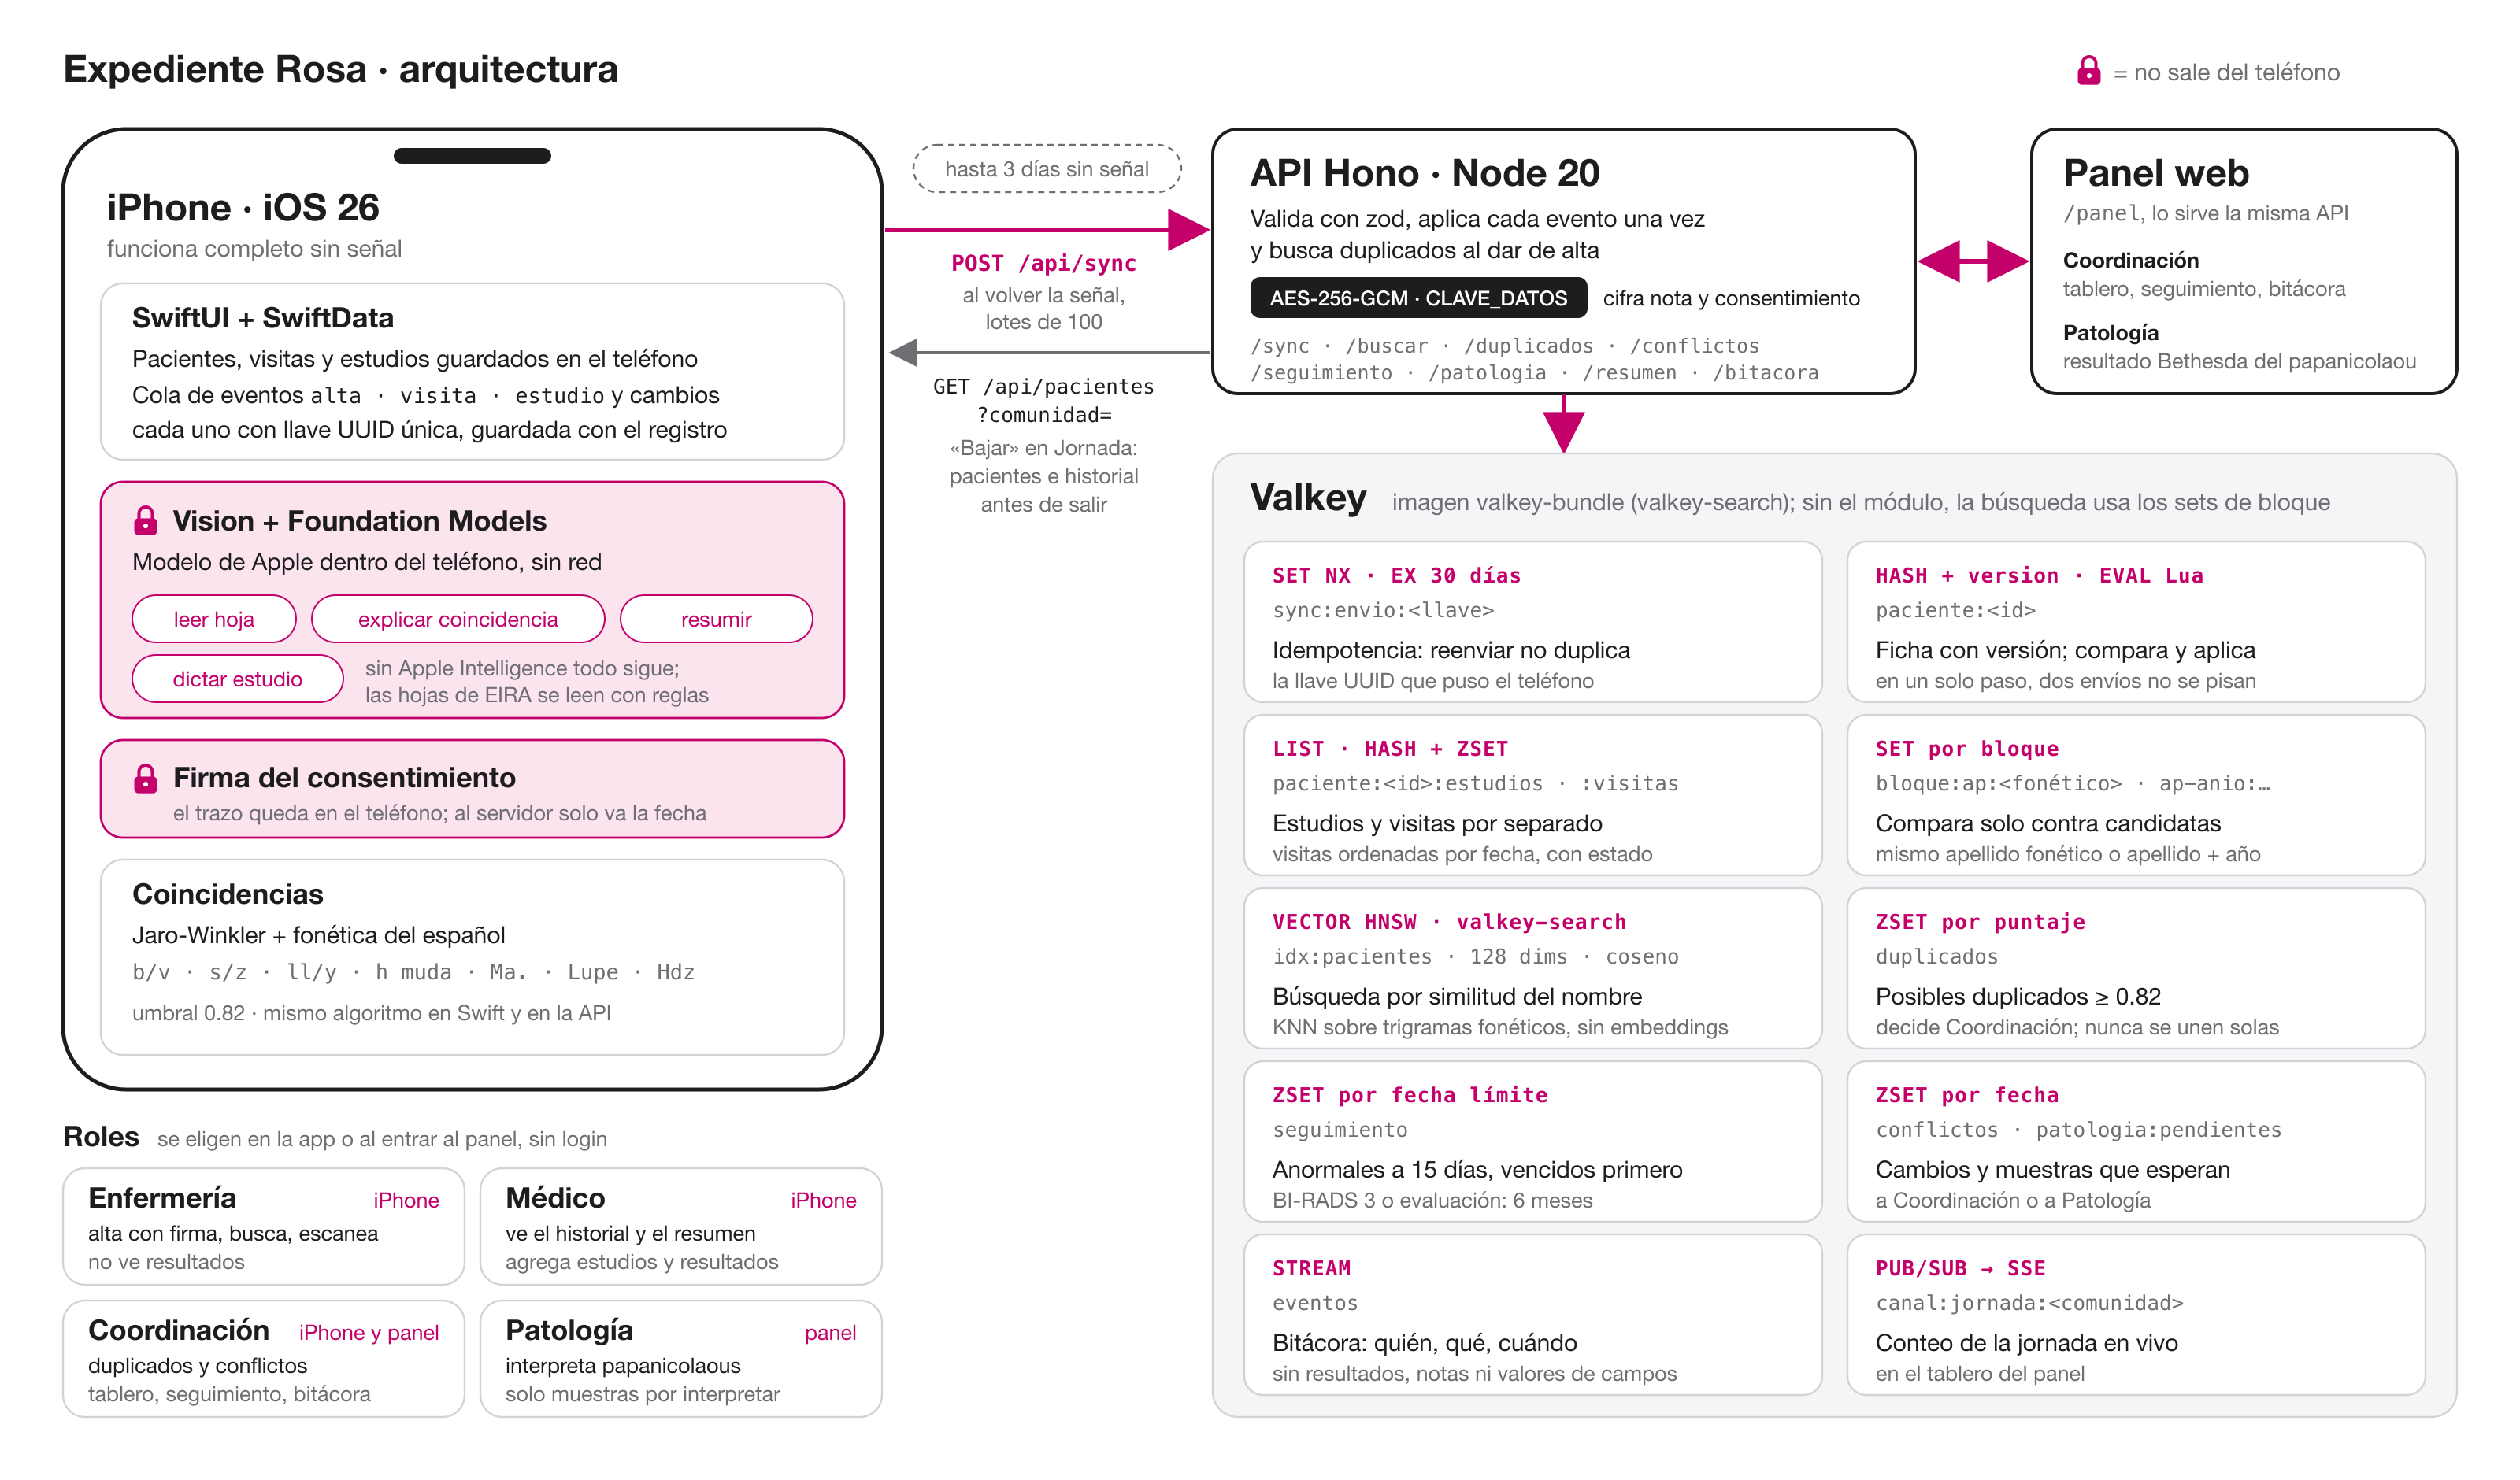 Expediente Rosa · arquitectura
= no sale del teléfono
iPhone · iOS 26
funciona completo sin señal
SwiftUI + SwiftData
Pacientes, visitas y estudios guardados en el teléfono
Cola de eventos alta · visita · estudio y cambios
cada uno con llave UUID única, guardada con el registro
Vision + Foundation Models
Modelo de Apple dentro del teléfono, sin red
leer hoja
explicar coincidencia
resumir
dictar estudio
sin Apple Intelligence todo sigue;
las hojas de EIRA se leen con reglas
Firma del consentimiento
el trazo queda en el teléfono; al servidor solo va la fecha
Coincidencias
Jaro-Winkler + fonética del español
b/v · s/z · ll/y · h muda · Ma. · Lupe · Hdz
umbral 0.82 · mismo algoritmo en Swift y en la API
Roles se eligen en la app o al entrar al panel, sin login
Enfermería iPhone
alta con firma, busca, escanea
no ve resultados
Médico iPhone
ve el historial y el resumen
agrega estudios y resultados
Coordinación iPhone y panel
duplicados y conflictos
tablero, seguimiento, bitácora
Patología panel
interpreta papanicolaous
solo muestras por interpretar
hasta 3 días sin señal
POST /api/sync
al volver la señal,
lotes de 100
GET /api/pacientes
?comunidad=
«Bajar» en Jornada:
pacientes e historial
antes de salir
API Hono · Node 20
Valida con zod, aplica cada evento una vez
y busca duplicados al dar de alta
AES-256-GCM · CLAVE_DATOS cifra nota y consentimiento
/sync · /buscar · /duplicados · /conflictos
/seguimiento · /patologia · /resumen · /bitacora
Panel web
/panel, lo sirve la misma API
Coordinación
tablero, seguimiento, bitácora
Patología
resultado Bethesda del papanicolaou
Valkey imagen valkey-bundle (valkey-search); sin el módulo, la búsqueda usa los sets de bloque
SET NX · EX 30 días
sync:envio:<llave>
Idempotencia: reenviar no duplica
la llave UUID que puso el teléfono
HASH + version · EVAL Lua
paciente:<id>
Ficha con versión; compara y aplica
en un solo paso, dos envíos no se pisan
LIST · HASH + ZSET
paciente:<id>:estudios · :visitas
Estudios y visitas por separado
visitas ordenadas por fecha, con estado
SET por bloque
bloque:ap:<fonético> · ap-anio:…
Compara solo contra candidatas
mismo apellido fonético o apellido + año
VECTOR HNSW · valkey-search
idx:pacientes · 128 dims · coseno
Búsqueda por similitud del nombre
KNN sobre trigramas fonéticos, sin embeddings
ZSET por puntaje
duplicados
Posibles duplicados ≥ 0.82
decide Coordinación; nunca se unen solas
ZSET por fecha límite
seguimiento
Anormales a 15 días, vencidos primero
BI-RADS 3 o evaluación: 6 meses
ZSET por fecha
conflictos · patologia:pendientes
Cambios y muestras que esperan
a Coordinación o a Patología
STREAM
eventos
Bitácora: quién, qué, cuándo
sin resultados, notas ni valores de campos
PUB/SUB → SSE
canal:jornada:<comunidad>
Conteo de la jornada en vivo
en el tablero del panel